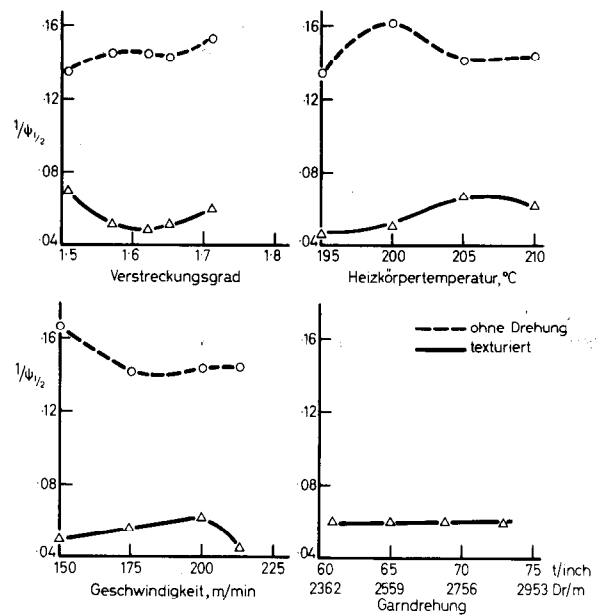 ·16
·12
1/ψ1/2
·08
·04
1·5 1·6 1·7 1·8
Verstreckungsgrad
·16
·12
·08
·04
195 200 205 210
Heizkörpertemperatur, °C
·16
1/ψ1/2
·12
·08
·04
150 175 200 225
Geschwindigkeit, m/min
·16
·12
·08
·04
ohne Drehung
texturiert
60 65 70 75 t/inch
2362 2559 2756 2953 Dr/m
Garndrehung